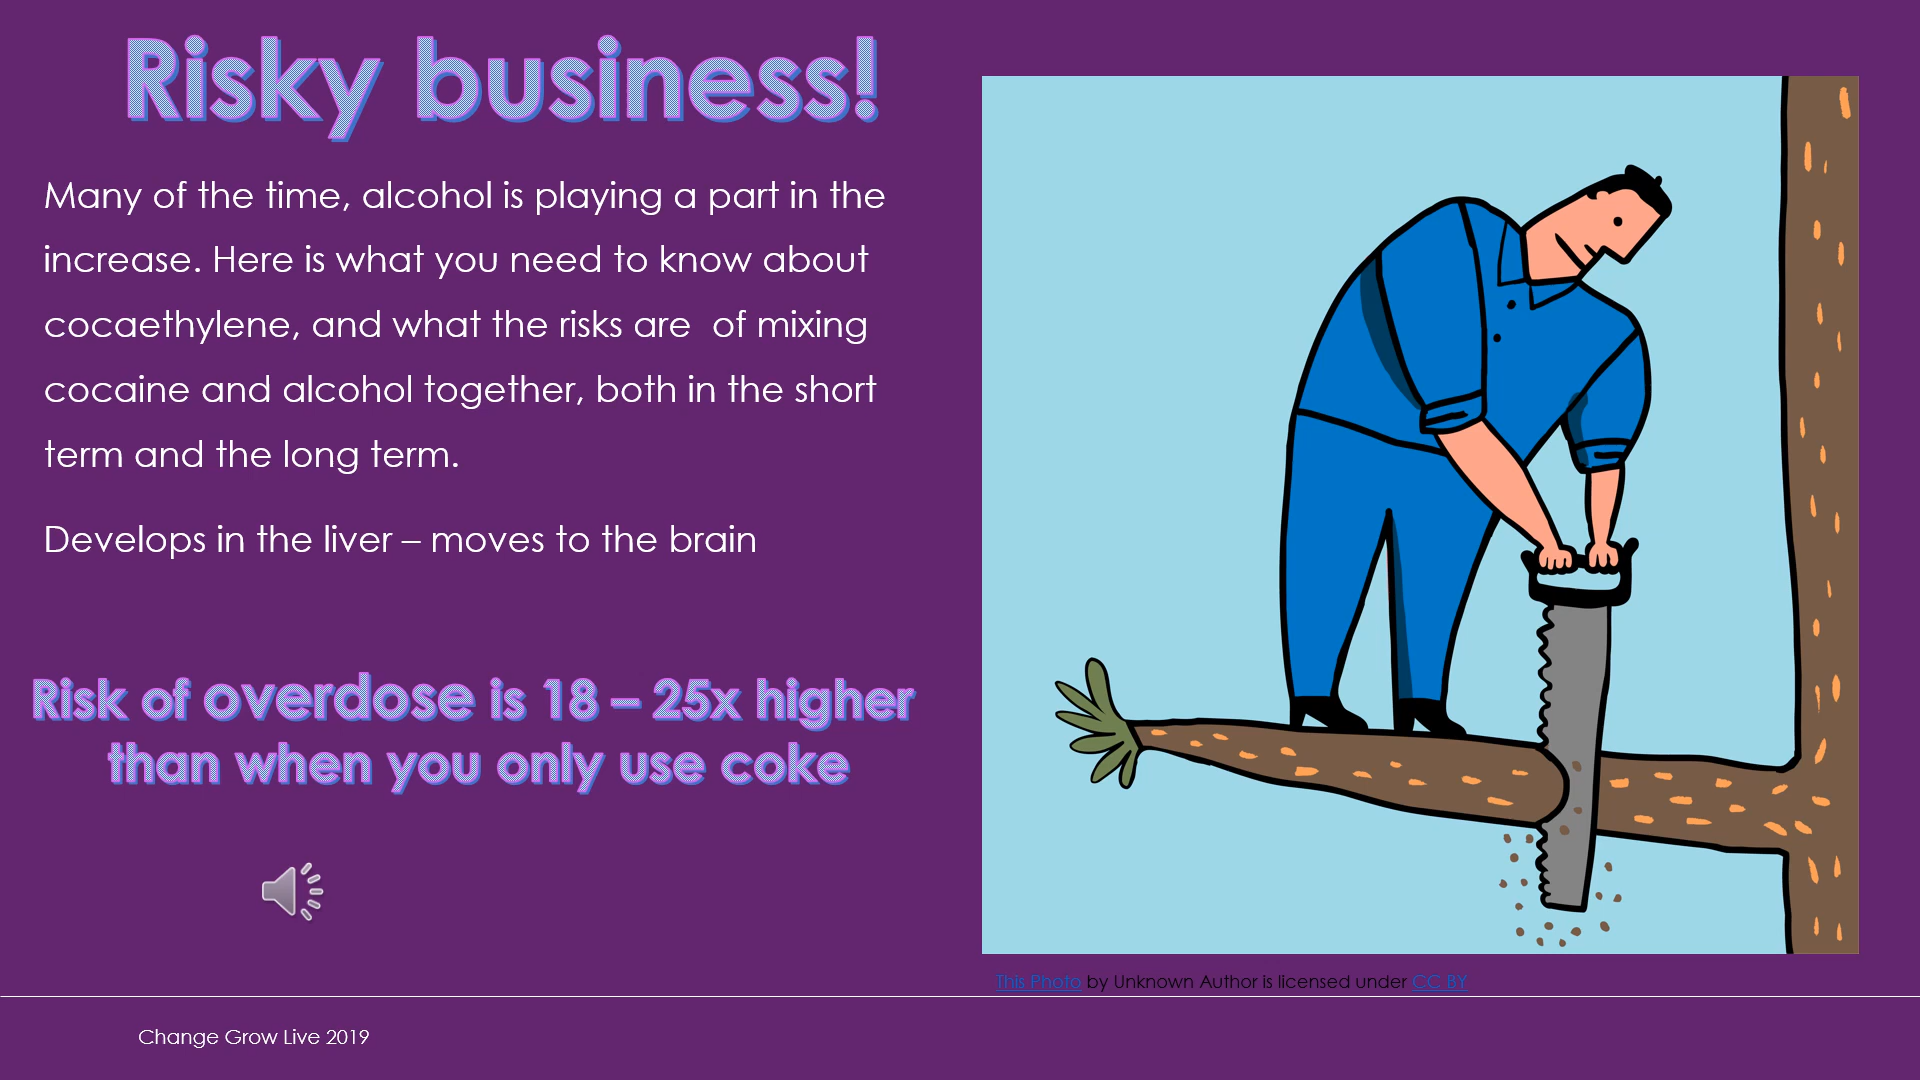 Risky business!
Many of the time, alcohol is playing a part in the
increase. Here is what you need to know about
cocaethylene, and what the risks are  of mixing
cocaine and alcohol together, both in the short
term and the long term.
Develops in the liver – moves to the brain
Risk of overdose is 18 – 25x higher
than when you only use coke
This Photo by Unknown Author is licensed under CC BY
Change Grow Live 2019